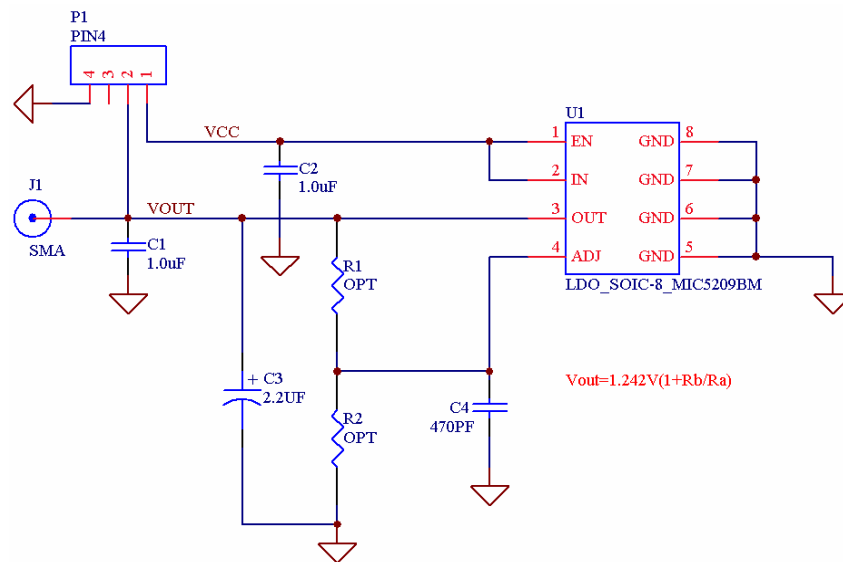 P1
PIN4
4 3 2 1
U1
VCC
1 EN GND 8
C2
1.0uF
2 IN GND 7
J1
VOUT
3 OUT GND 6
SMA
C1
1.0uF
4 ADJ GND 5
R1
OPT
LDO_SOIC-8_MIC5209BM
+ C3
2.2UF
Vout=1.242V(1+Rb/Ra)
R2
OPT
C4
470PF